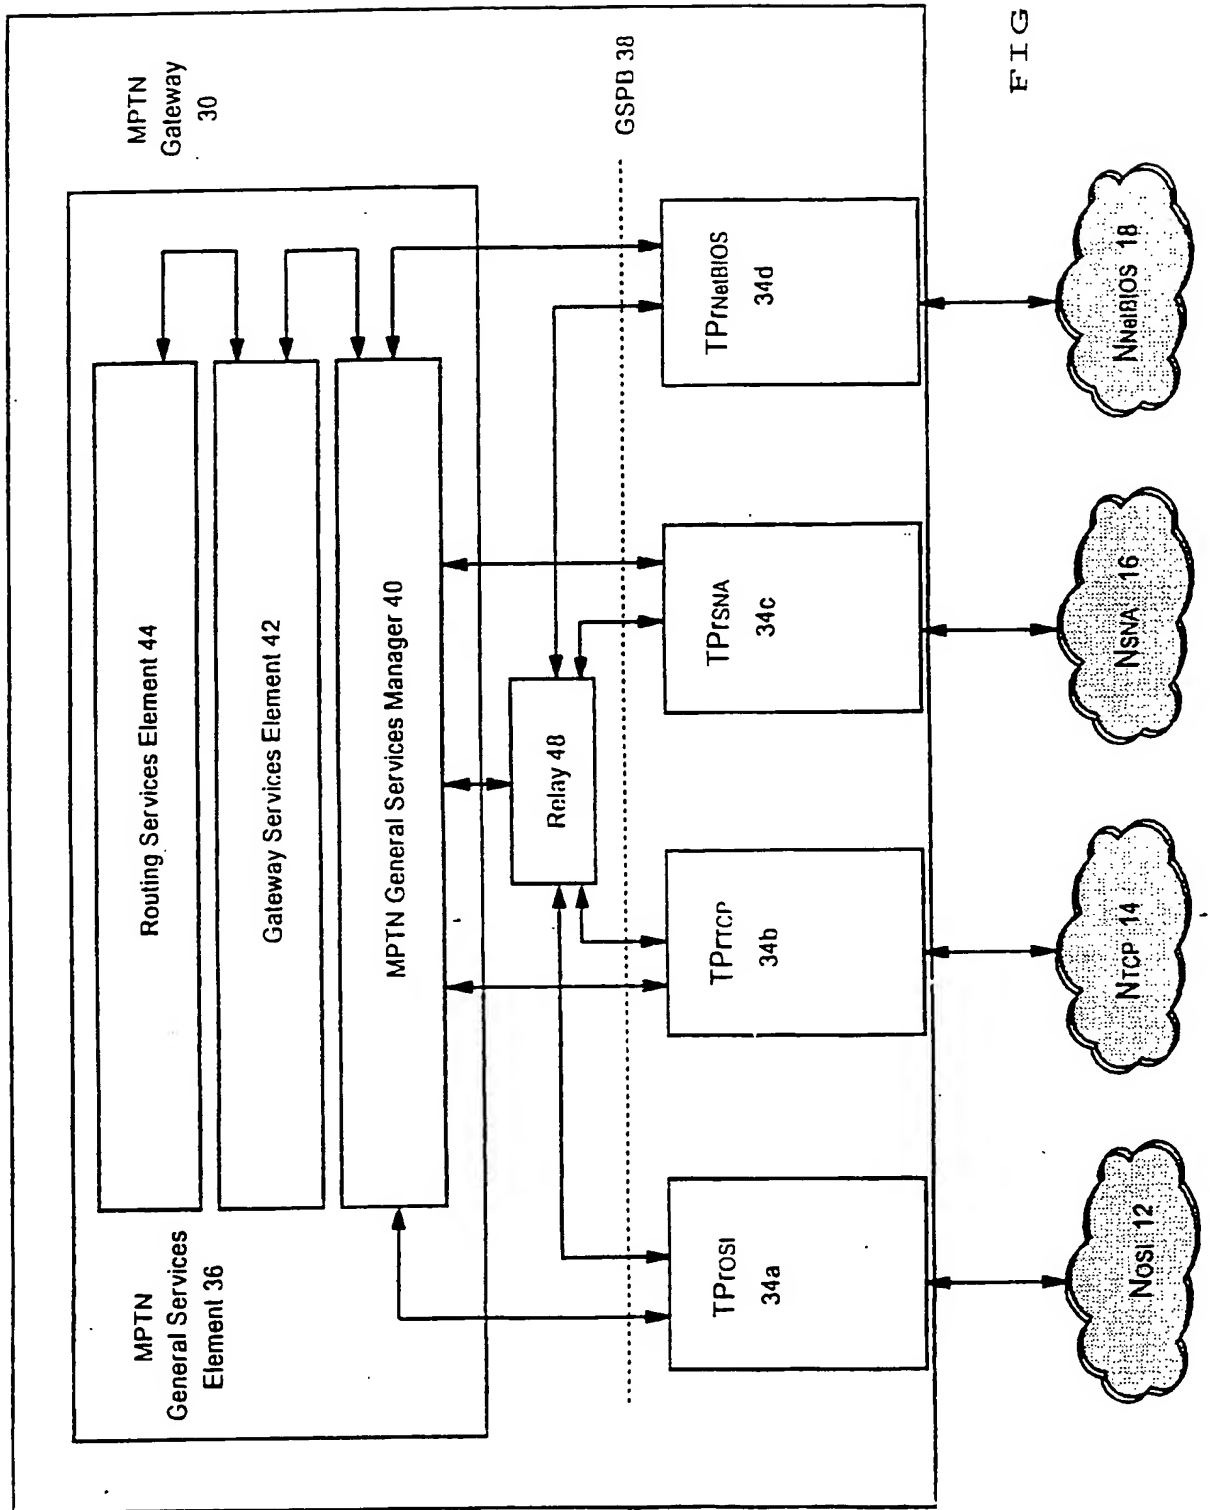 MPTN
Gateway
30
MPTN
General Services
Element 36
Routing Services Element 44
Gateway Services Element 42
MPTN General Services Manager 40
Relay 48
GSPB 38
TPrOSI
34a
TPrTCP
34b
TPrSNA
34c
TPrNetBIOS
34d
NOSI 12
NTCP 14
NSNA 16
NNetBIOS 18
FIG